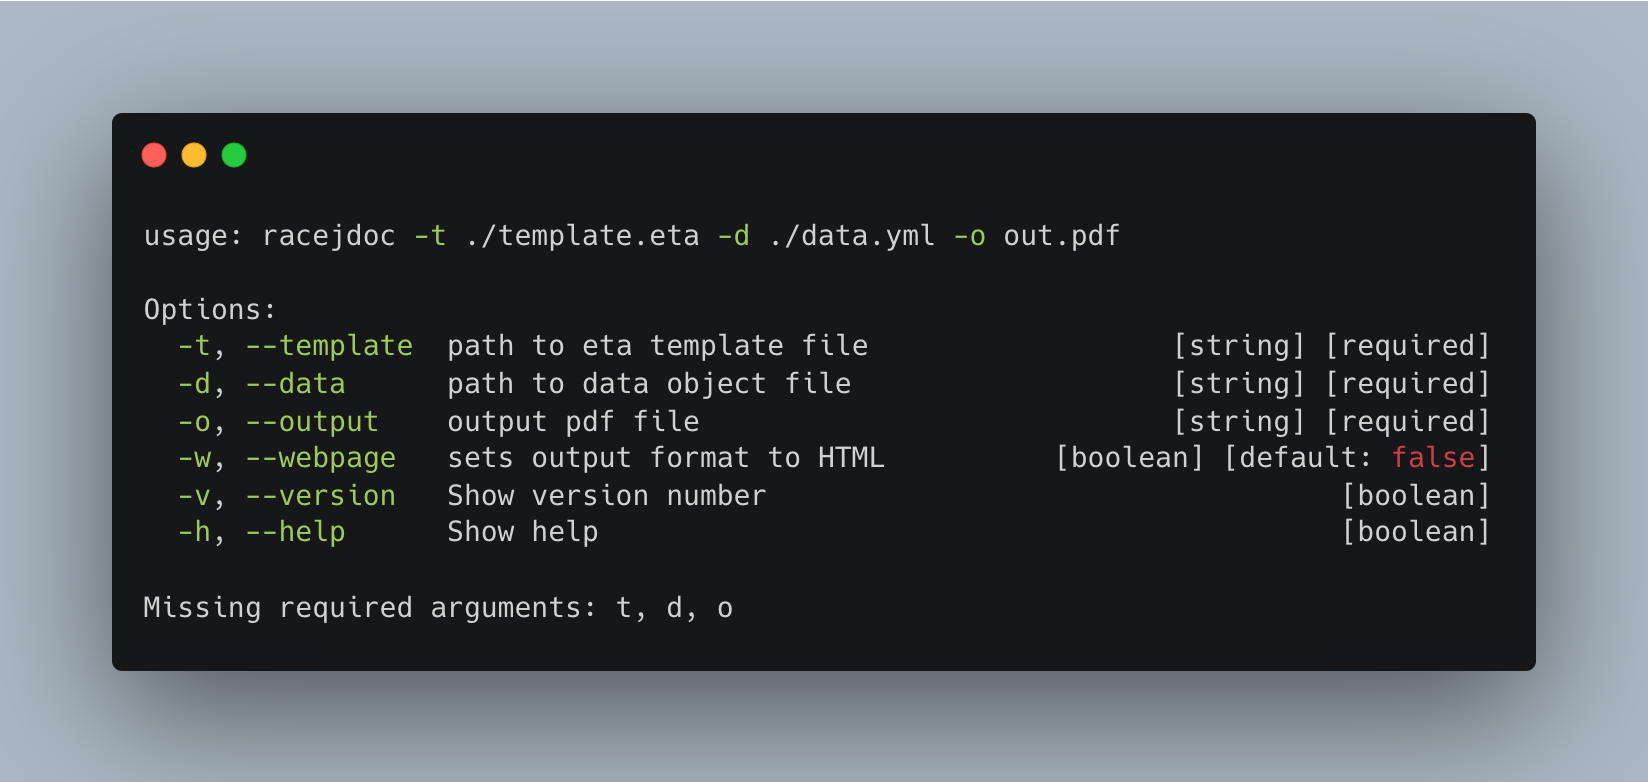 usage: racejdoc -t ./template.eta -d ./data.yml -o out.pdf
Options:
-t, --template path to eta template file [string] [required]
-d, --data path to data object file [string] [required]
-o, --output output pdf file [string] [required]
-w, --webpage sets output format to HTML [boolean] [default: false]
-v, --version Show version number [boolean]
-h, --help Show help [boolean]
Missing required arguments: t, d, o